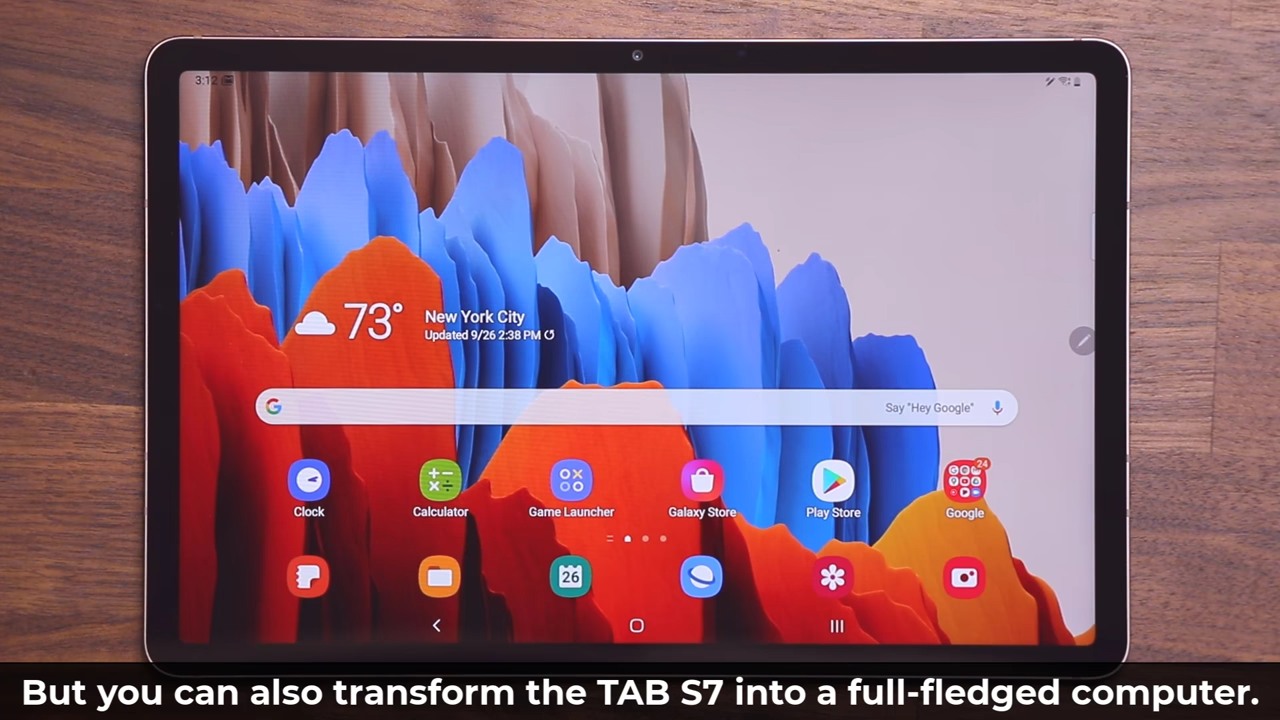 3:12
73°
New York City
Updated 9/26 2:38 PM
G
Say "Hey Google"
24
Clock
Calculator
Game Launcher
Galaxy Store
Play Store
Google
26
But you can also transform the TAB S7 into a full-fledged computer.